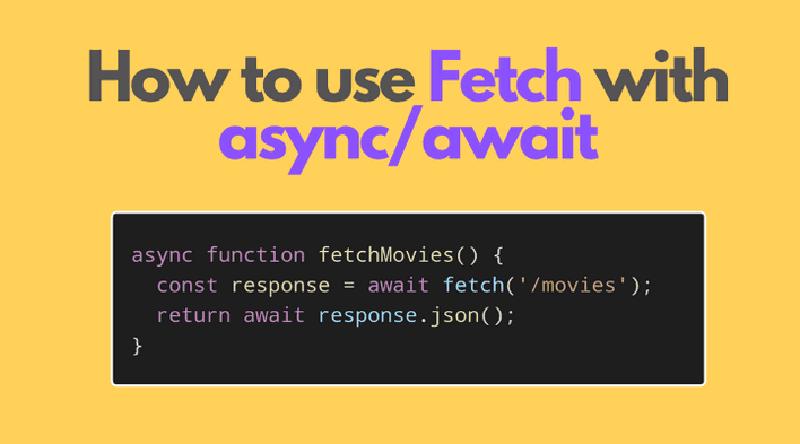 How to use Fetch with
async/await
async function fetchMovies() {
  const response = await fetch('/movies');
  return await response.json();
}